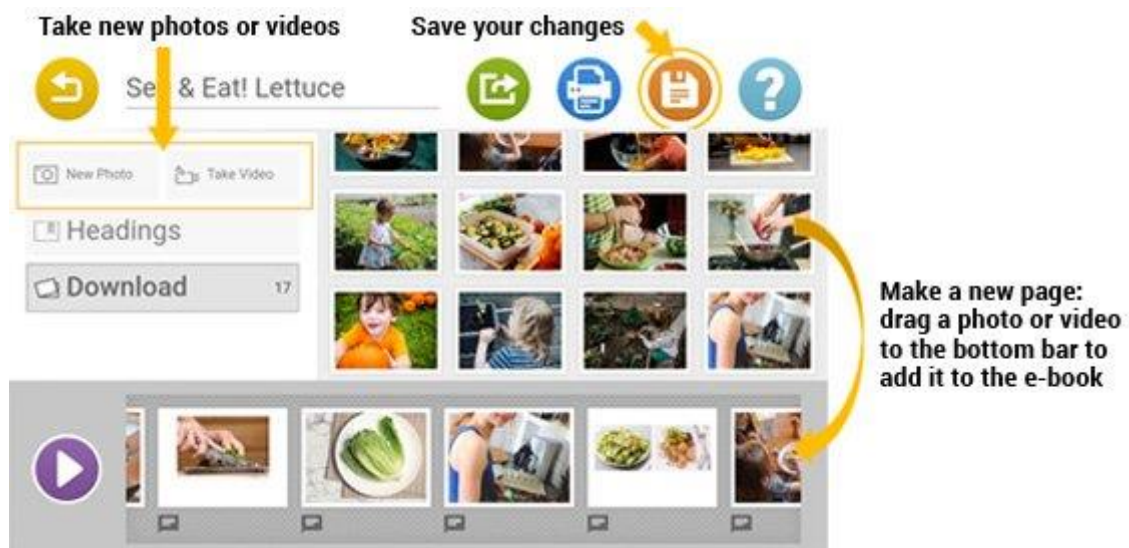 Take new photos or videos
Save your changes
See & Eat! Lettuce
?
New Photo
Take Video
Headings
Download 17
Make a new page:
drag a photo or video
to the bottom bar to
add it to the e-book